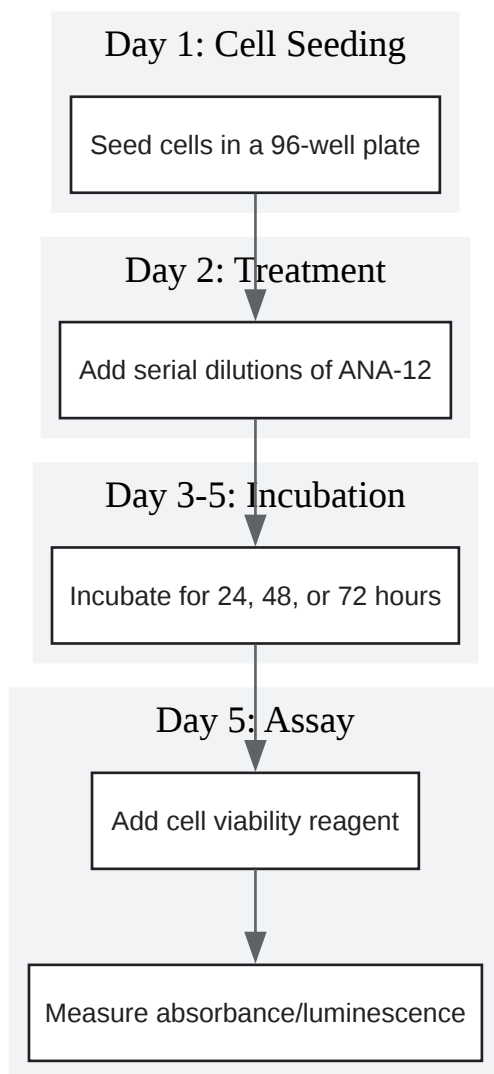 Day 1: Cell Seeding
Seed cells in a 96-well plate
Day 2: Treatment
Add serial dilutions of ANA-12
Day 3-5: Incubation
Incubate for 24, 48, or 72 hours
Day 5: Assay
Add cell viability reagent
Measure absorbance/luminescence